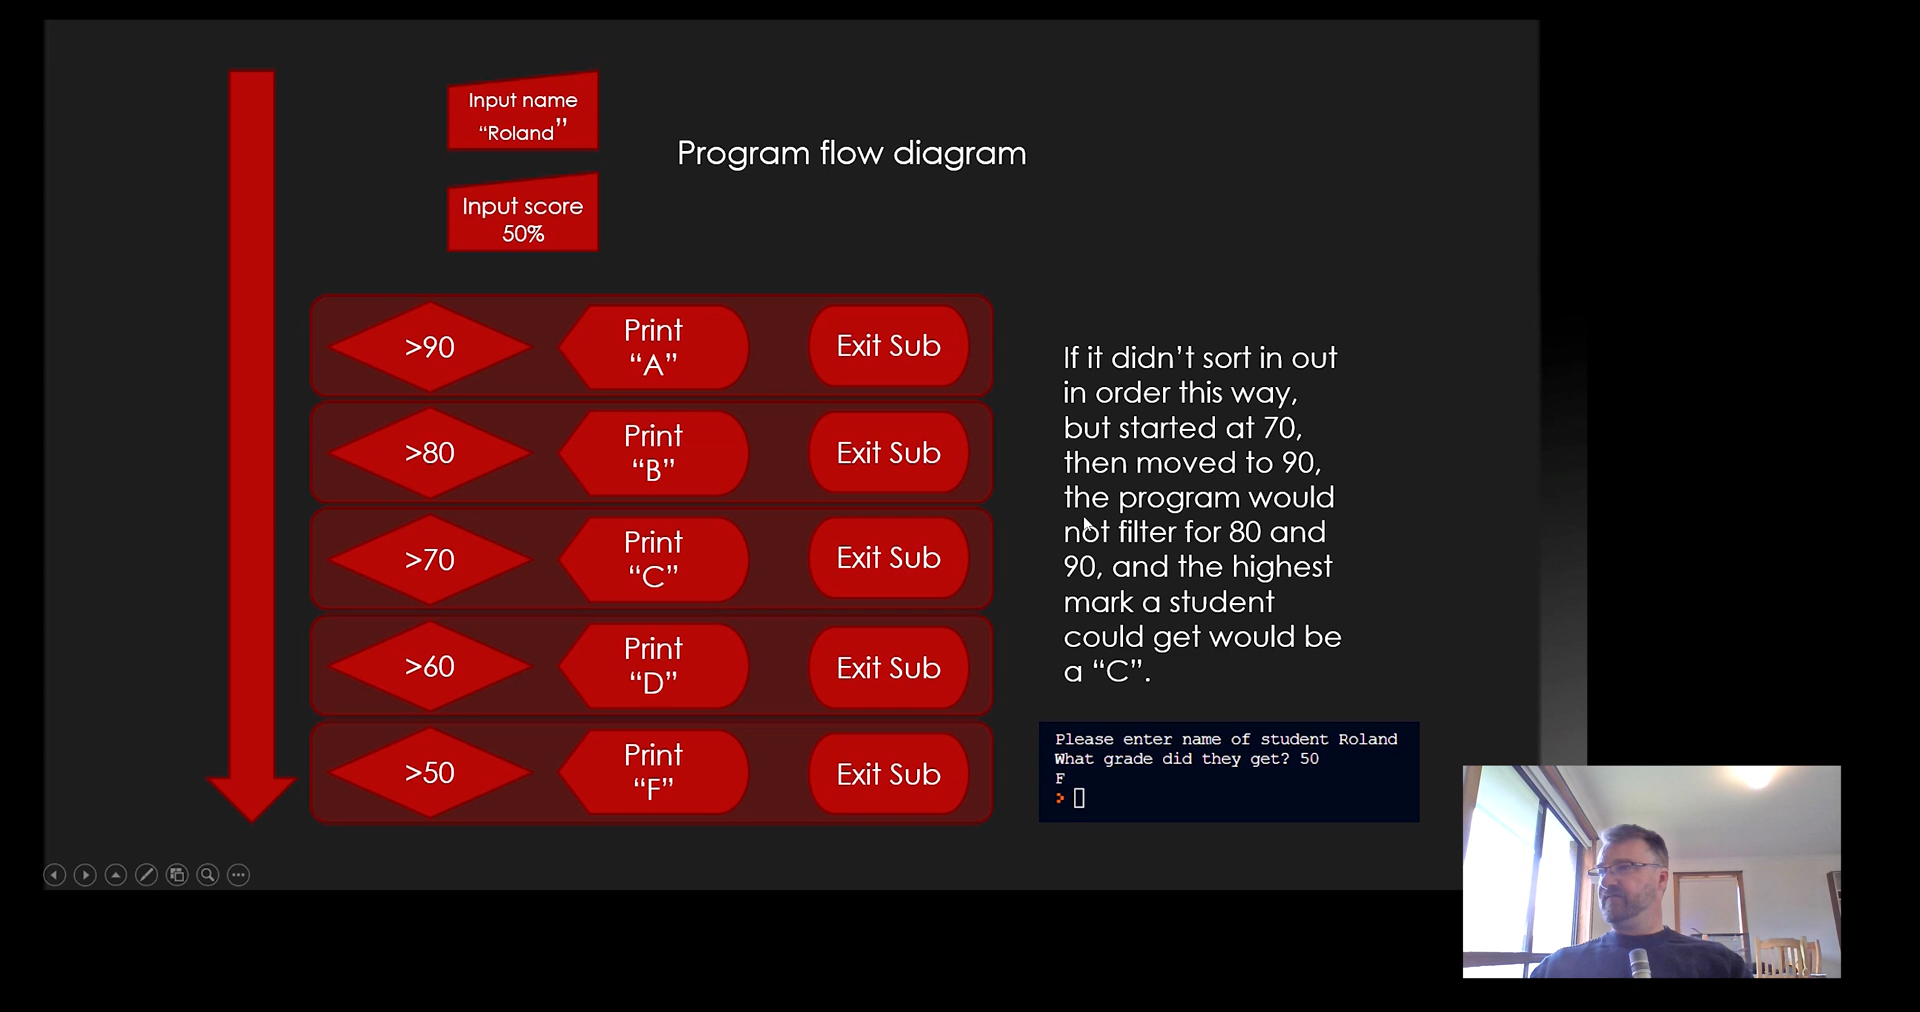 Input name
“Roland”
Program flow diagram
Input score
50%
>90
Print
“A”
Exit Sub
>80
Print
“B”
Exit Sub
>70
Print
“C”
Exit Sub
>60
Print
“D”
Exit Sub
>50
Print
“F”
Exit Sub
If it didn’t sort in out
in order this way,
but started at 70,
then moved to 90,
the program would
not filter for 80 and
90, and the highest
mark a student
could get would be
a “C”.
Please enter name of student Roland
What grade did they get? 50
F
>